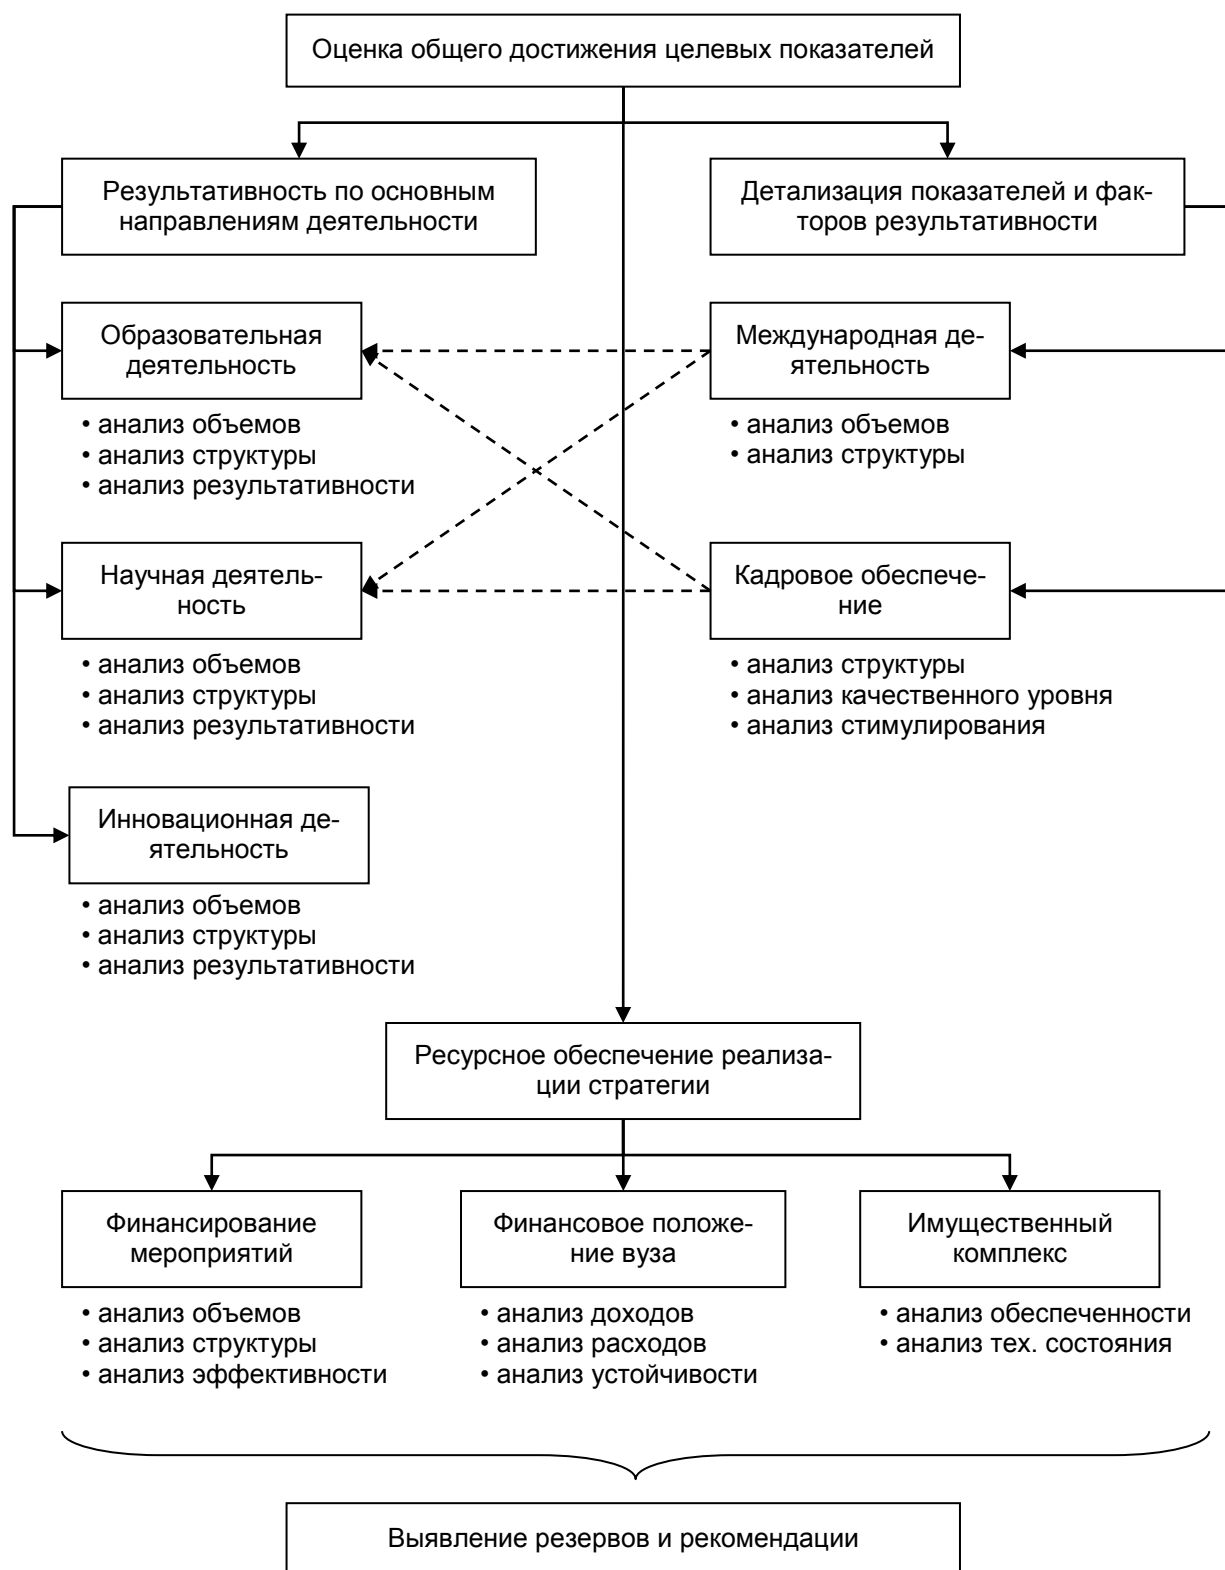 Оценка общего достижения целевых показателей
Результативность по основным
направлениям деятельности
Детализация показателей и фак-
торов результативности
Образовательная
деятельность
• анализ объемов
• анализ структуры
• анализ результативности
Международная де-
ятельность
• анализ объемов
• анализ структуры
Научная деятель-
ность
• анализ объемов
• анализ структуры
• анализ результативности
Кадровое обеспече-
ние
• анализ структуры
• анализ качественного уровня
• анализ стимулирования
Инновационная де-
ятельность
• анализ объемов
• анализ структуры
• анализ результативности
Ресурсное обеспечение реализа-
ции стратегии
Финансирование
мероприятий
• анализ объемов
• анализ структуры
• анализ эффективности
Финансовое положе-
ние вуза
• анализ доходов
• анализ расходов
• анализ устойчивости
Имущественный
комплекс
• анализ обеспеченности
• анализ тех. состояния
Выявление резервов и рекомендации